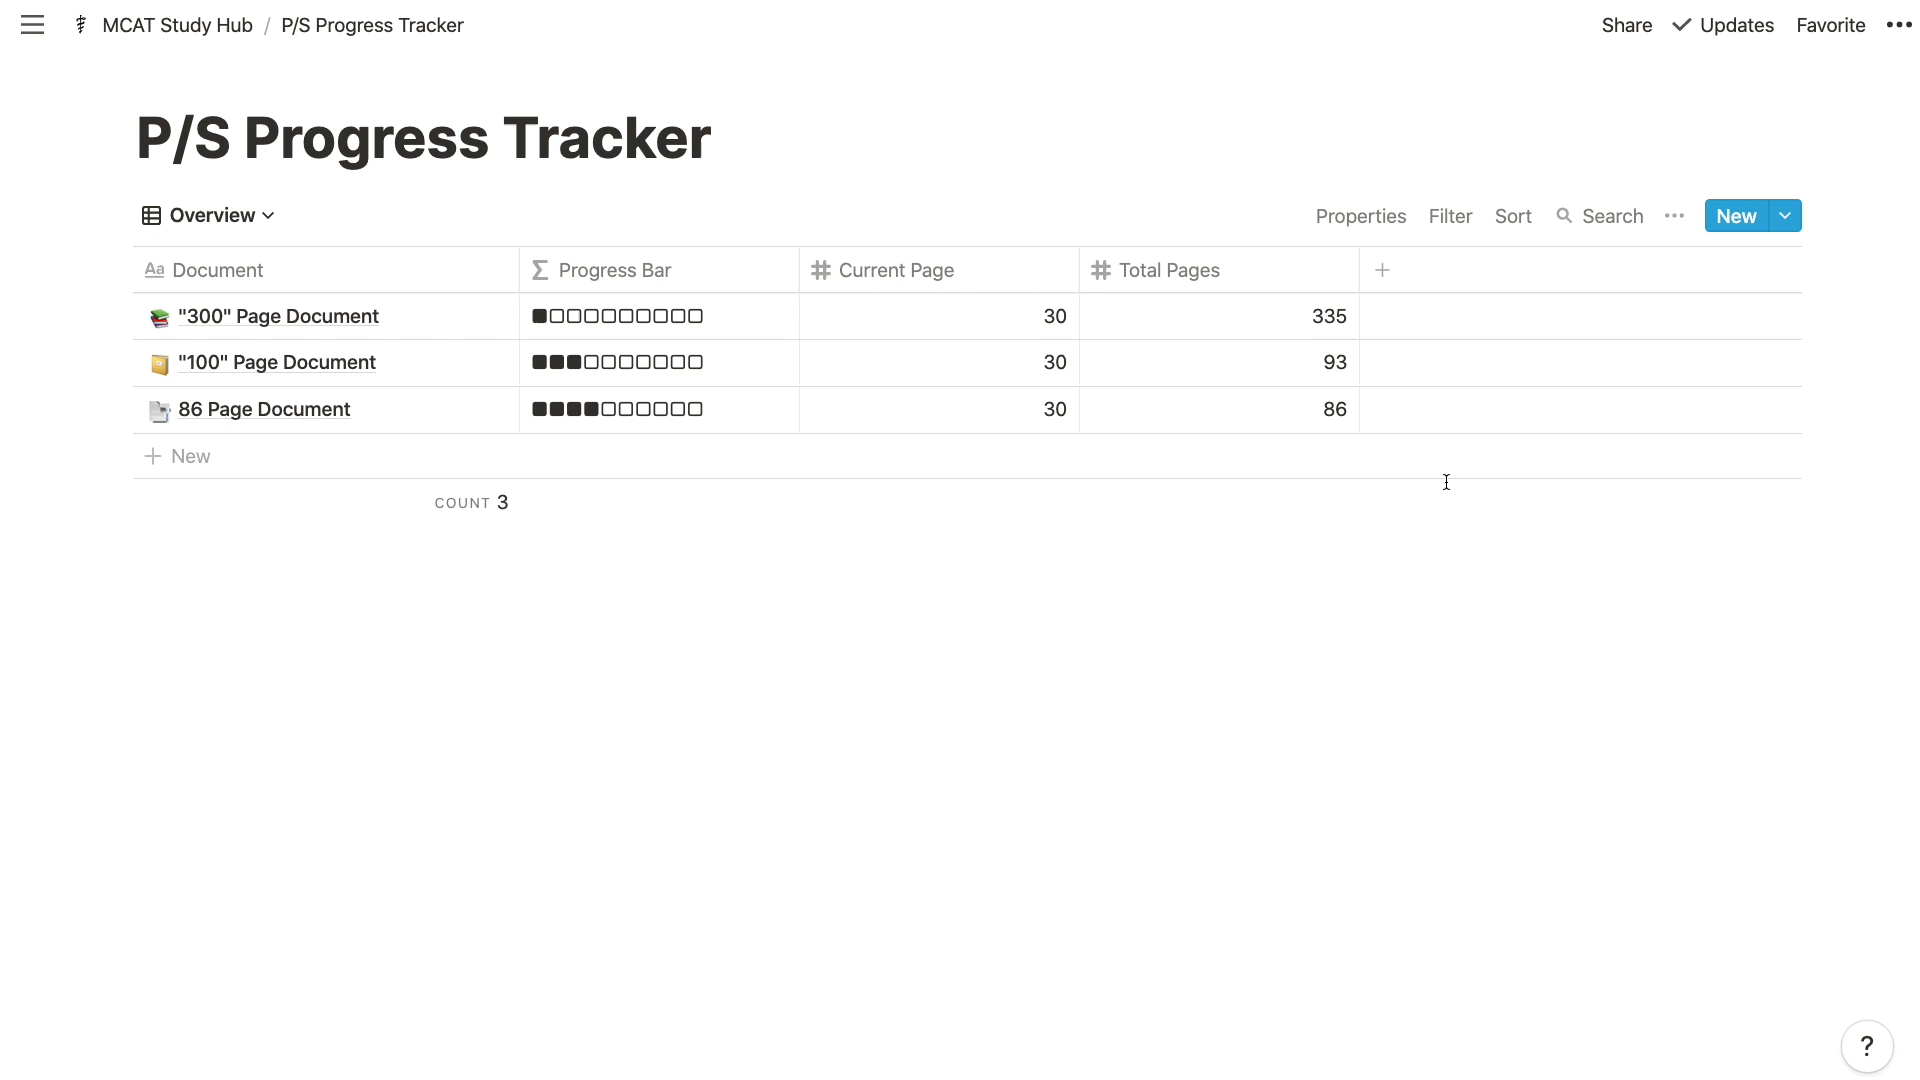 MCAT Study Hub / P/S Progress Tracker Share Updates Favorite
P/S Progress Tracker
Overview Properties Filter Sort Search New
Aa Document Progress Bar Current Page Total Pages
"300" Page Document 30 335
"100" Page Document 30 93
86 Page Document 30 86
New
COUNT 3
?